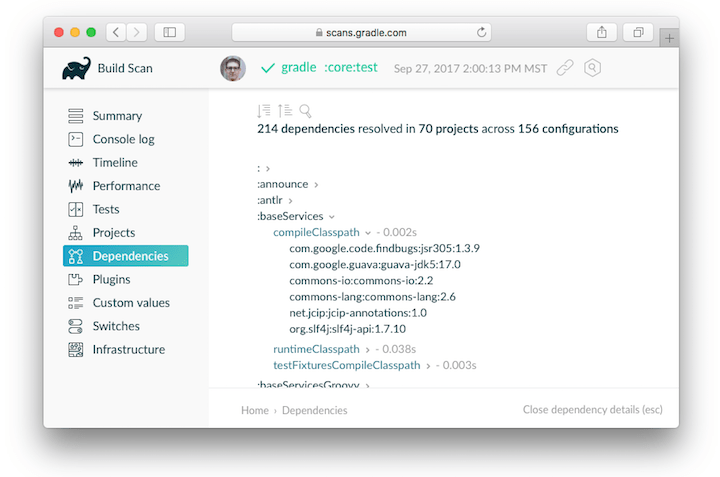 scans.gradle.com
Build Scan
gradle :core:test Sep 27, 2017 2:00:13 PM MST
Summary
Console log
Timeline
Performance
Tests
Projects
Dependencies
Plugins
Custom values
Switches
Infrastructure
214 dependencies resolved in 70 projects across 156 configurations
: ›
:announce ›
:antlr ›
:baseServices
compileClasspath - 0.002s
com.google.code.findbugs:jsr305:1.3.9
com.google.guava:guava-jdk5:17.0
commons-io:commons-io:2.2
commons-lang:commons-lang:2.6
net.jcip:jcip-annotations:1.0
org.slf4j:slf4j-api:1.7.10
runtimeClasspath › - 0.038s
testFixturesCompileClasspath › - 0.003s
:baseServicesGroovy ›
Home › Dependencies
Close dependency details (esc)